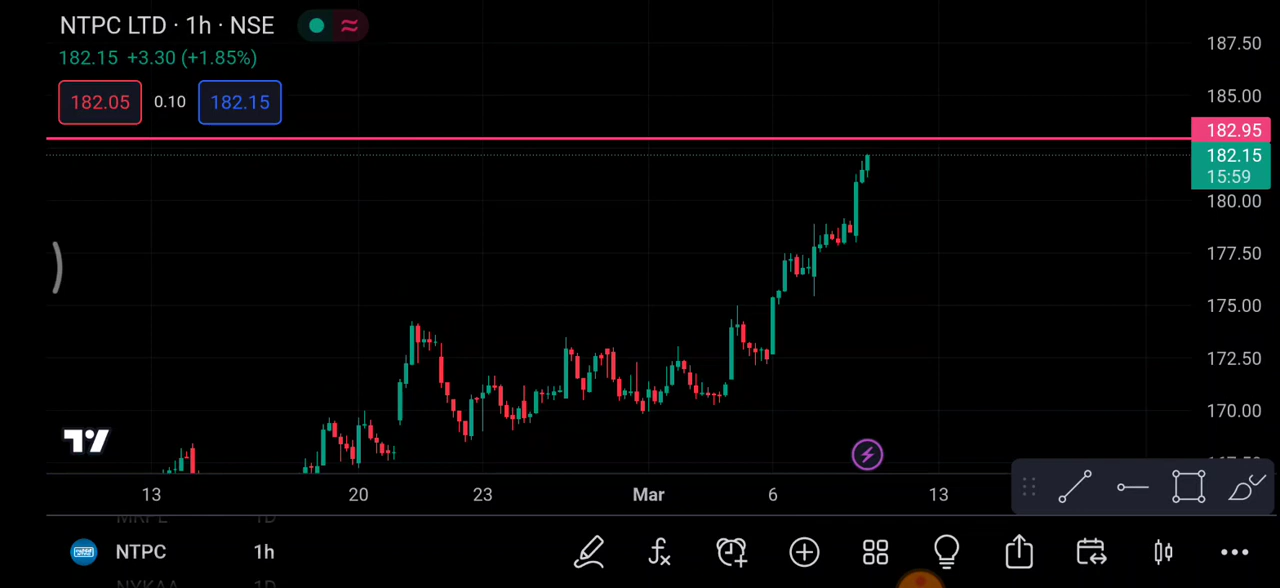 NTPC LTD · 1h · NSE
182.15 +3.30 (+1.85%)
182.05 0.10 182.15
187.50
185.00
182.95
182.15
15:59
180.00
177.50
175.00
172.50
170.00
13 20 23 Mar 6 13
NTPC 1h